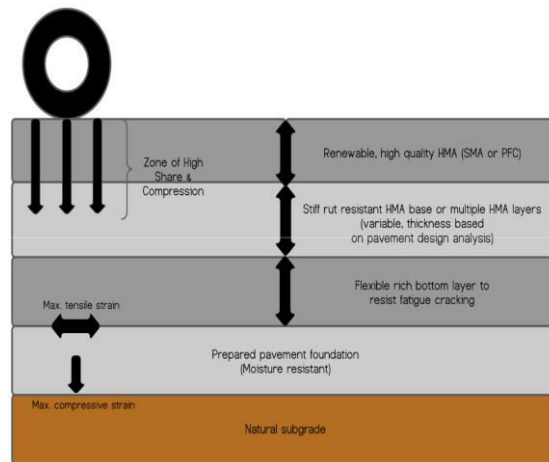 Zone of High
Share &
Compression
Renewable, high quality HMA (SMA or PFC)
Stiff rut resistant HMA base or multiple HMA layers
(variable, thickness based
on pavement design analysis)
Flexible rich bottom layer to
resist fatigue cracking
Max. tensile strain
Prepared pavement foundation
(Moisture resistant)
Max. compressive strain
Natural subgrade